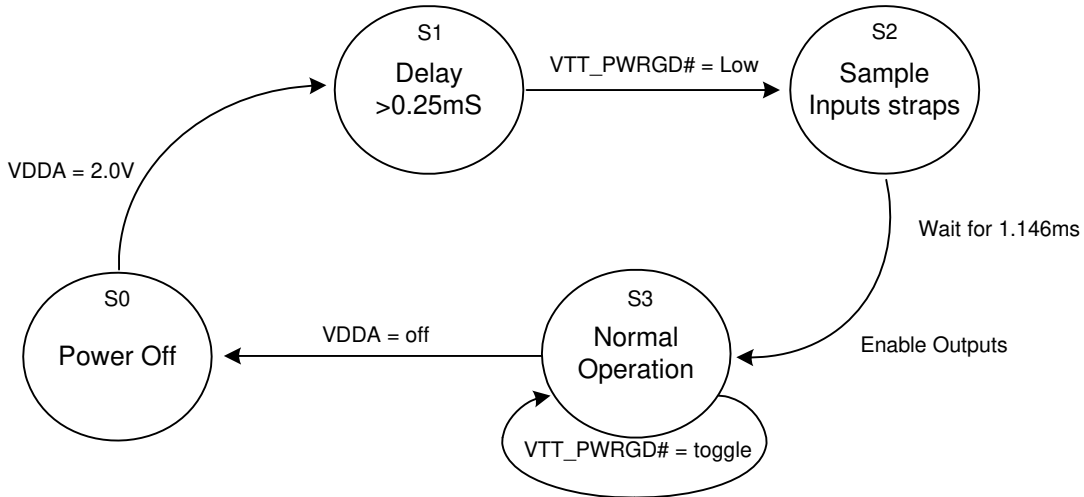 S1
Delay
>0.25mS
VTT_PWRGD# = Low
S2
Sample
Inputs straps
VDDA = 2.0V
Wait for 1.146ms
S0
Power Off
VDDA = off
S3
Normal
Operation
Enable Outputs
VTT_PWRGD# = toggle